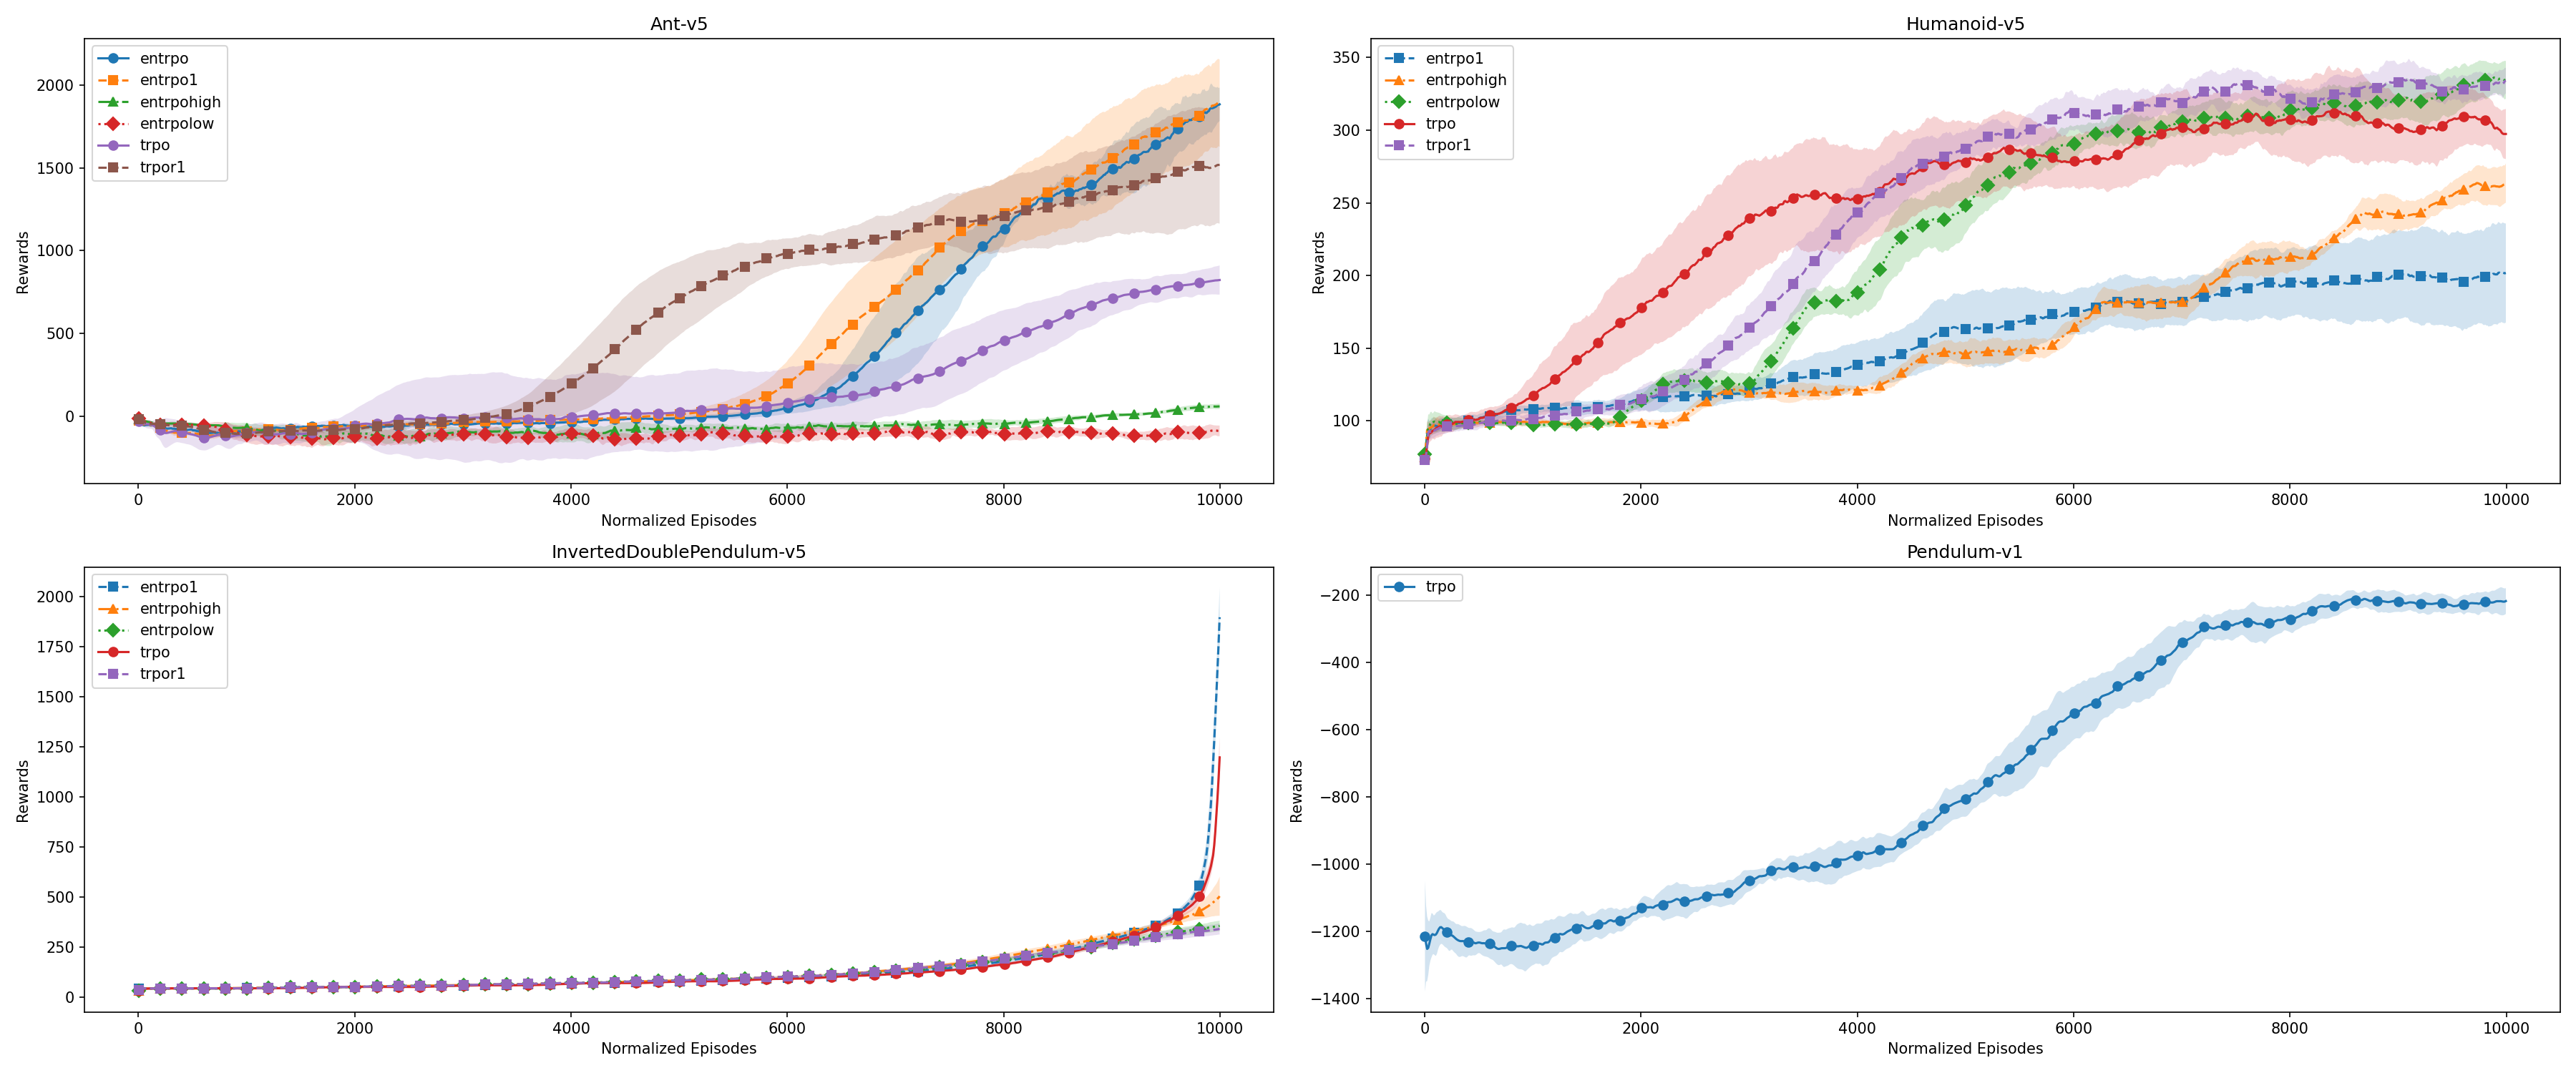 Ant-v5
entrpo
entrpo1
entrpohigh
entrpolow
trpo
trpor1
Rewards
2000
1500
1000
500
0
0 2000 4000 6000 8000 10000
Normalized Episodes
Humanoid-v5
entrpo1
entrpohigh
entrpolow
trpo
trpor1
Rewards
350
300
250
200
150
100
0 2000 4000 6000 8000 10000
Normalized Episodes
InvertedDoublePendulum-v5
entrpo1
entrpohigh
entrpolow
trpo
trpor1
Rewards
2000
1750
1500
1250
1000
750
500
250
0
0 2000 4000 6000 8000 10000
Normalized Episodes
Pendulum-v1
trpo
Rewards
−200
−400
−600
−800
−1000
−1200
−1400
0 2000 4000 6000 8000 10000
Normalized Episodes